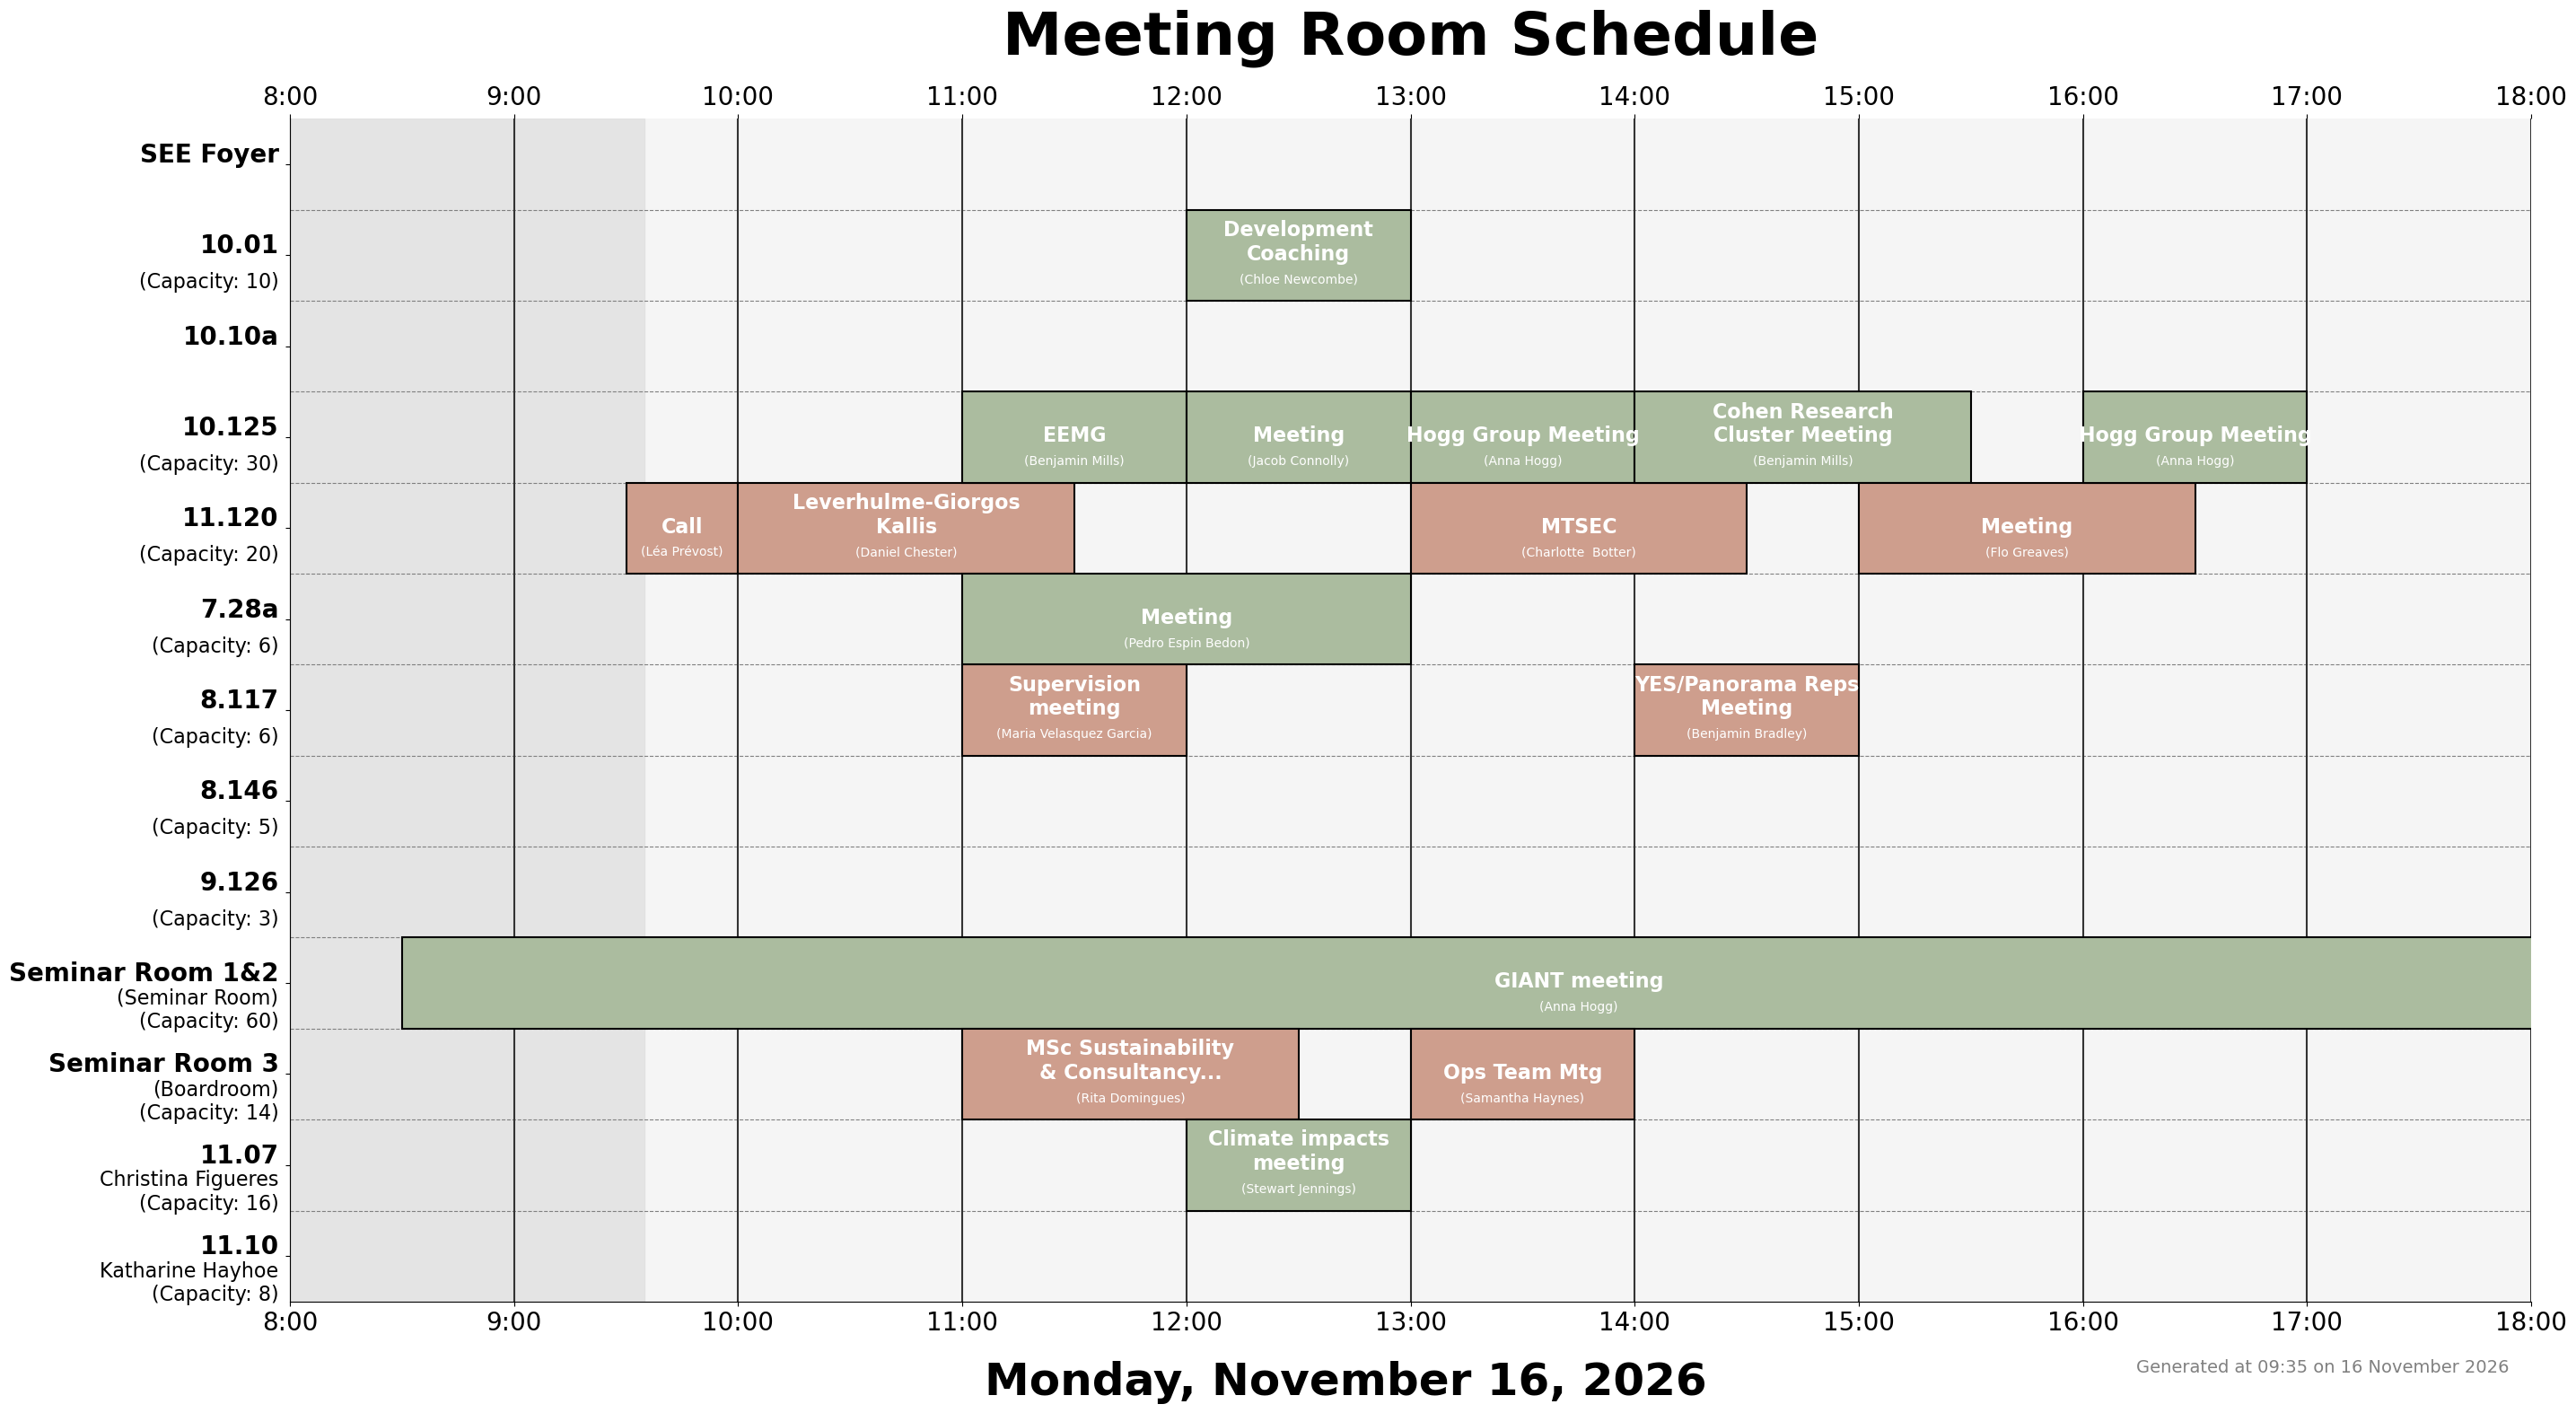 Meeting Room Schedule
8:00 9:00 10:00 11:00 12:00 13:00 14:00 15:00 16:00 17:00 18:00
SEE Foyer
10.01
(Capacity: 10)
Development
Coaching
(Chloe Newcombe)
10.10a
10.125
(Capacity: 30)
EEMG
(Benjamin Mills)
Meeting
(Jacob Connolly)
Hogg Group Meeting
(Anna Hogg)
Cohen Research
Cluster Meeting
(Benjamin Mills)
Hogg Group Meeting
(Anna Hogg)
11.120
(Capacity: 20)
Call
(Léa Prévost)
Leverhulme-Giorgos
Kallis
(Daniel Chester)
MTSEC
(Charlotte  Botter)
Meeting
(Flo Greaves)
7.28a
(Capacity: 6)
Meeting
(Pedro Espin Bedon)
8.117
(Capacity: 6)
Supervision
meeting
(Maria Velasquez Garcia)
YES/Panorama Reps
Meeting
(Benjamin Bradley)
8.146
(Capacity: 5)
9.126
(Capacity: 3)
Seminar Room 1&2
(Seminar Room)
(Capacity: 60)
GIANT meeting
(Anna Hogg)
Seminar Room 3
(Boardroom)
(Capacity: 14)
MSc Sustainability
& Consultancy...
(Rita Domingues)
Ops Team Mtg
(Samantha Haynes)
11.07
Christina Figueres
(Capacity: 16)
Climate impacts
meeting
(Stewart Jennings)
11.10
Katharine Hayhoe
(Capacity: 8)
8:00 9:00 10:00 11:00 12:00 13:00 14:00 15:00 16:00 17:00 18:00
Monday, November 16, 2026
Generated at 09:35 on 16 November 2026